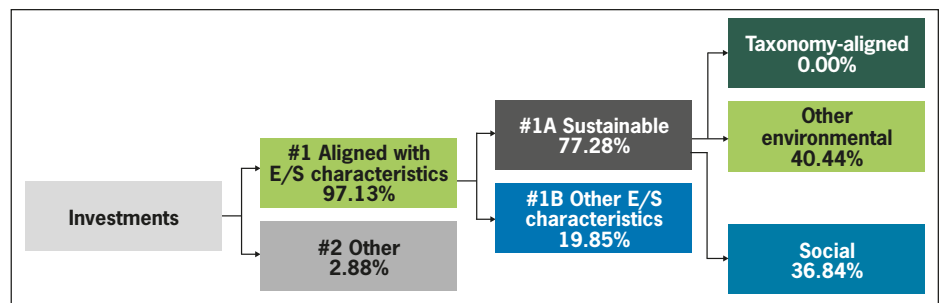 Investments
#1 Aligned with
E/S characteristics
97.13%
#2 Other
2.88%
#1A Sustainable
77.28%
#1B Other E/S
characteristics
19.85%
Taxonomy-aligned
0.00%
Other
environmental
40.44%
Social
36.84%